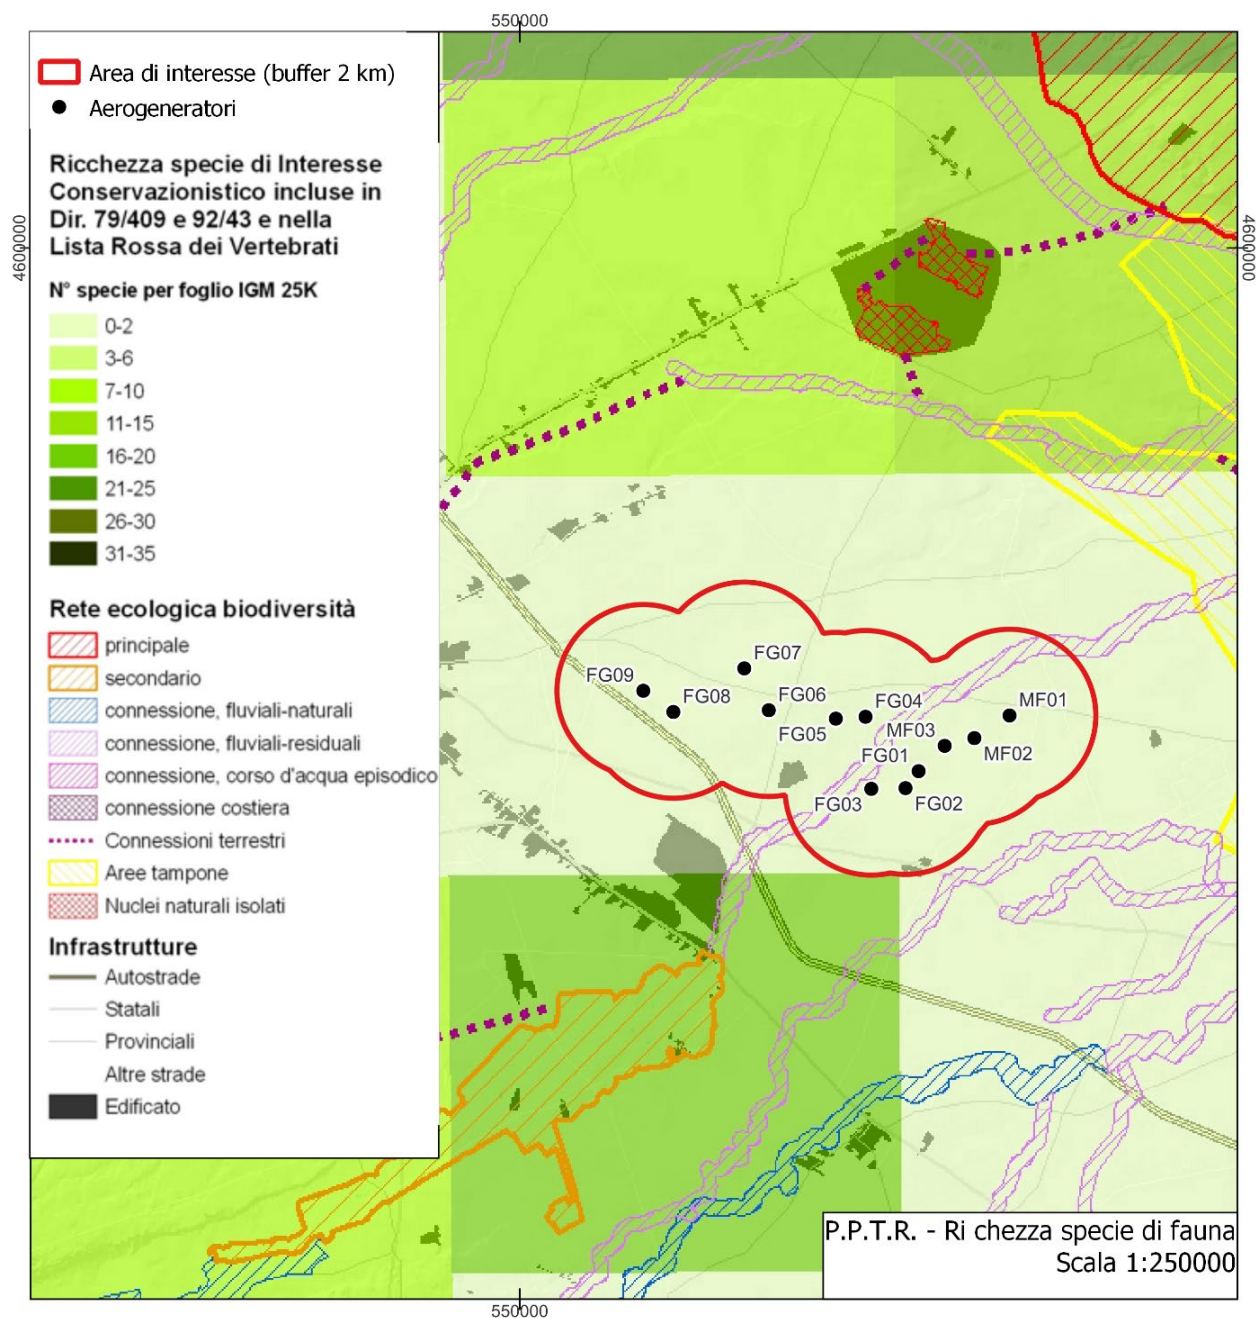 550000
Area di interesse (buffer 2 km)
Aerogeneratori
Ricchezza specie di Interesse
Conservazionistico incluse in
Dir. 79/409 e 92/43 e nella
Lista Rossa dei Vertebrati
4600000
4600000
N° specie per foglio IGM 25K
0-2
3-6
7-10
11-15
16-20
21-25
26-30
31-35
Rete ecologica biodiversità
principale
secondario
connessione, fluviali-naturali
connessione, fluviali-residuali
connessione, corso d'acqua episodico
connessione costiera
Connessioni terrestri
Aree tampone
Nuclei naturali isolati
Infrastrutture
Autostrade
Statali
Provinciali
Altre strade
Edificato
FG07
FG09
FG08
FG06
FG04
MF01
FG05
MF03
FG01
MF02
FG03
FG02
P.P.T.R. - Ri chezza specie di fauna
Scala 1:250000
550000